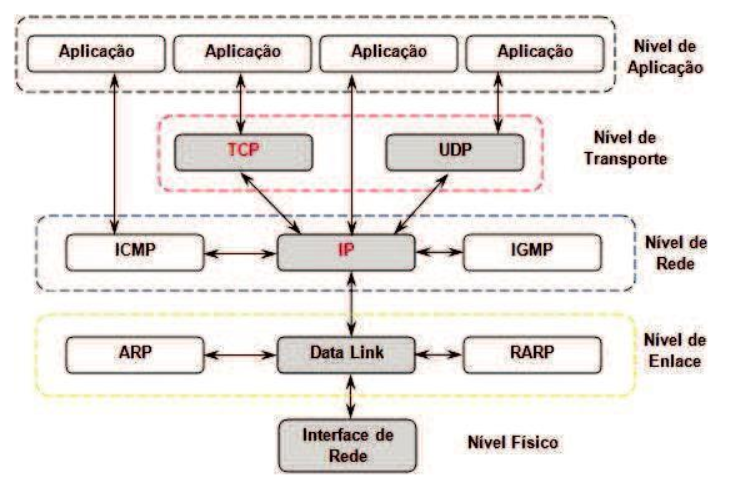 Aplicação
Aplicação
Aplicação
Aplicação
Nível de
Aplicação
TCP
UDP
Nível de
Transporte
ICMP
IP
IGMP
Nível de
Rede
ARP
Data Link
RARP
Nível de
Enlace
Interface de
Rede
Nível Físico